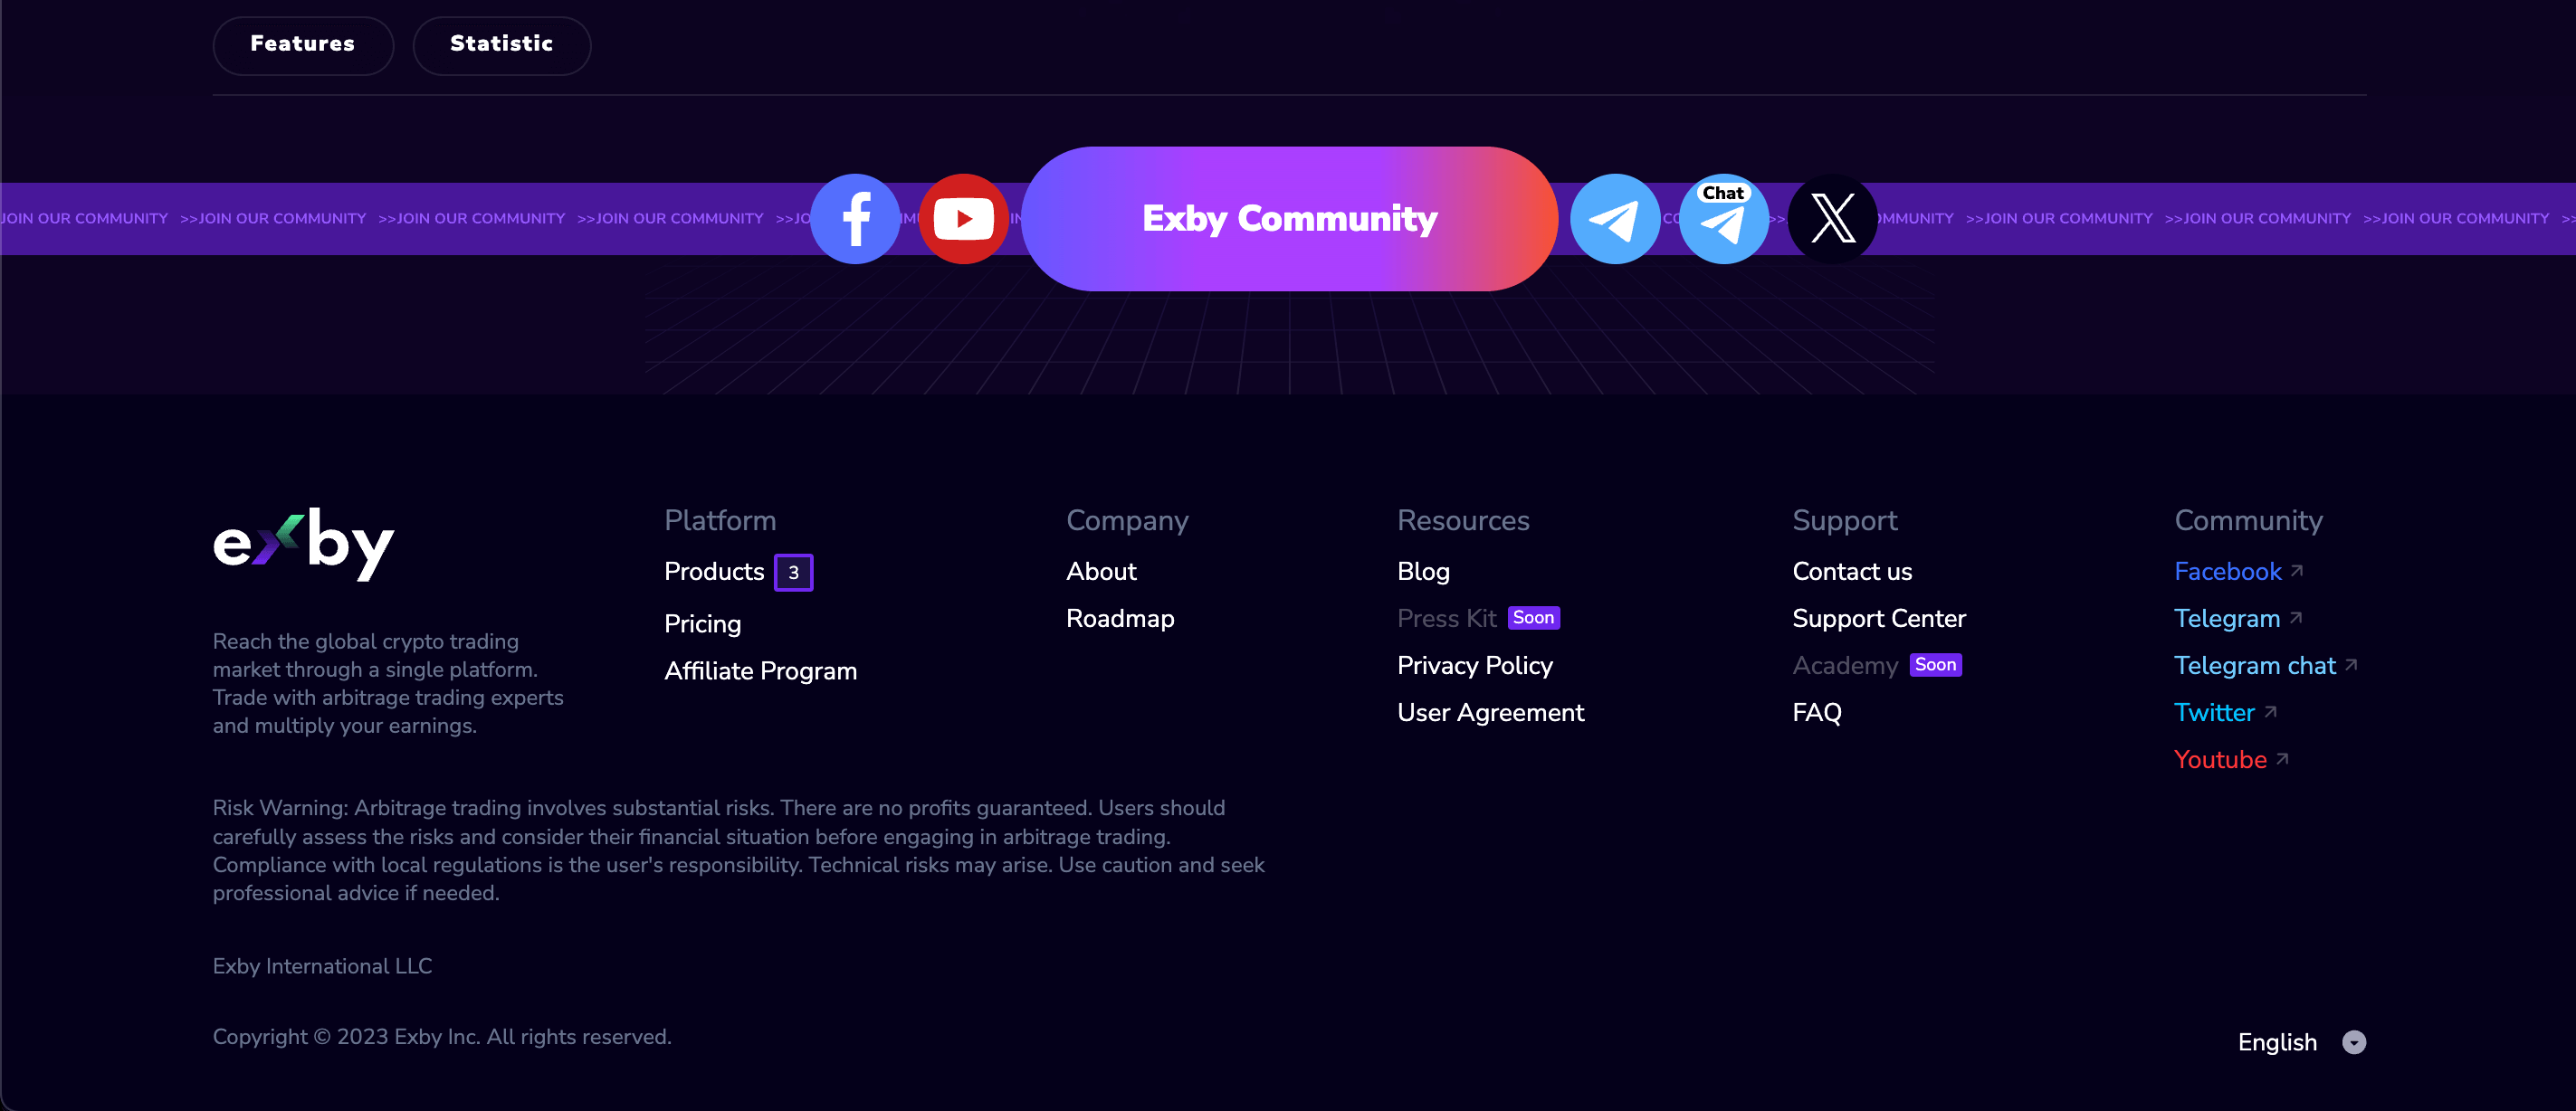 Features
Statistic
JOIN OUR COMMUNITY >>JOIN OUR COMMUNITY >>JOIN OUR COMMUNITY >>JOIN OUR COMMUNITY >>JO
Exby Community
Chat
OMMUNITY >>JOIN OUR COMMUNITY >>JOIN OUR COMMUNITY >>JOIN OUR COMMUNITY >>
exby
Reach the global crypto trading
market through a single platform.
Trade with arbitrage trading experts
and multiply your earnings.
Platform
Products 3
Pricing
Affiliate Program
Company
About
Roadmap
Resources
Blog
Press Kit Soon
Privacy Policy
User Agreement
Support
Contact us
Support Center
Academy Soon
FAQ
Community
Facebook
Telegram
Telegram chat
Twitter
Youtube
Risk Warning: Arbitrage trading involves substantial risks. There are no profits guaranteed. Users should
carefully assess the risks and consider their financial situation before engaging in arbitrage trading.
Compliance with local regulations is the user's responsibility. Technical risks may arise. Use caution and seek
professional advice if needed.
Exby International LLC
Copyright © 2023 Exby Inc. All rights reserved.
English